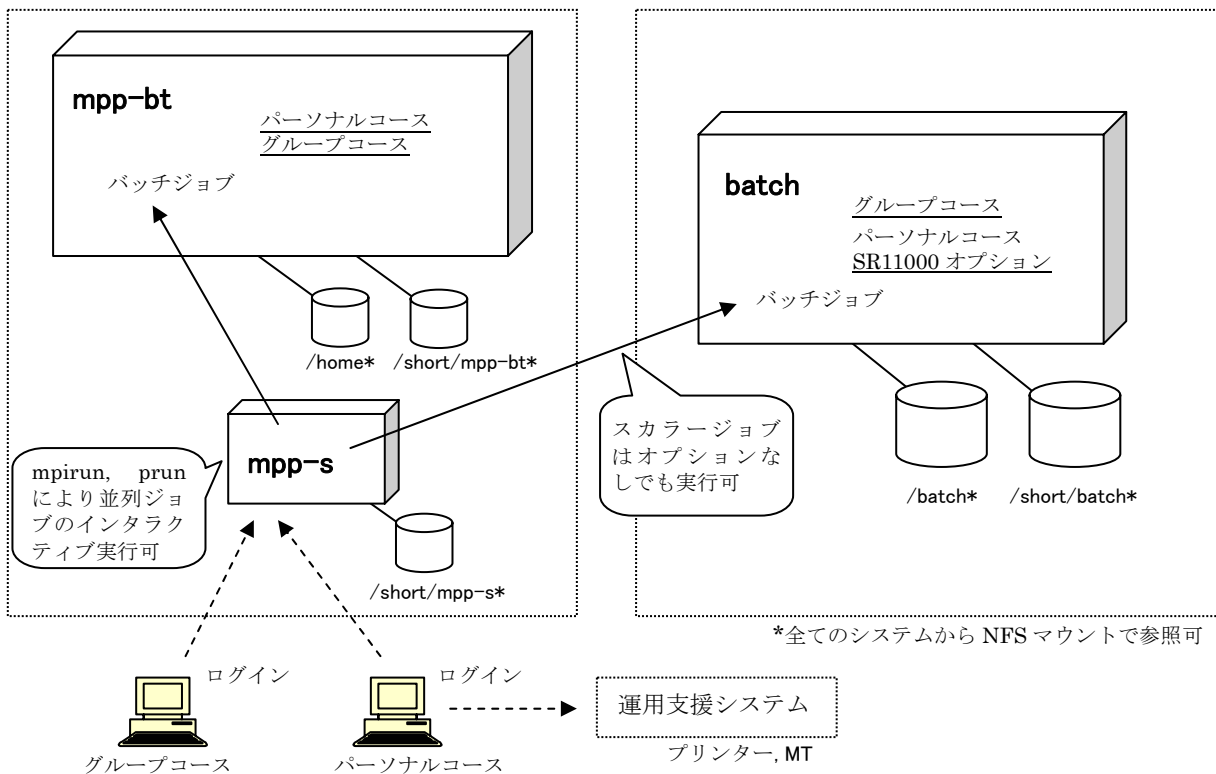 mpp-bt
パーソナルコース
グループコース
バッチジョブ
/home*
/short/mpp-bt*
batch
グループコース
パーソナルコース
SR11000 オプション
バッチジョブ
/batch*
/short/batch*
mpp-s
mpirun, prun
により並列ジョ
ブのインタラク
ティブ実行可
スカラージョブ
はオプションな
しでも実行可
/short/mpp-s*
*全てのシステムから NFS マウントで参照可
ログイン
ログイン
グループコース
パーソナルコース
運用支援システム
プリンター, MT